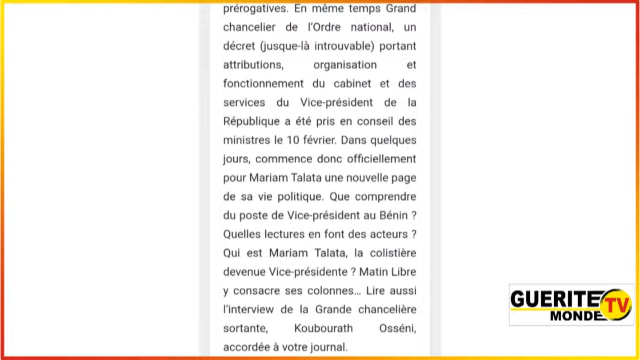 prérogatives. En même temps Grand
chancelier de l'Ordre national, un
décret (jusque-là introuvable) portant
attributions, organisation et
fonctionnement du cabinet et des
services du Vice-président de la
République a été pris en conseil des
ministres le 10 février. Dans quelques
jours, commence donc officiellement
pour Mariam Talata une nouvelle page
de sa vie politique. Que comprendre
du poste de Vice-président au Bénin ?
Quelles lectures en font des acteurs ?
Qui est Mariam Talata, la colistière
devenue Vice-présidente ? Matin Libre
y consacre ses colonnes... Lire aussi
l'interview de la Grande chancelière
sortante, Koubourath Osséni,
accordée à votre journal.
GUERITE
MONDE
TV